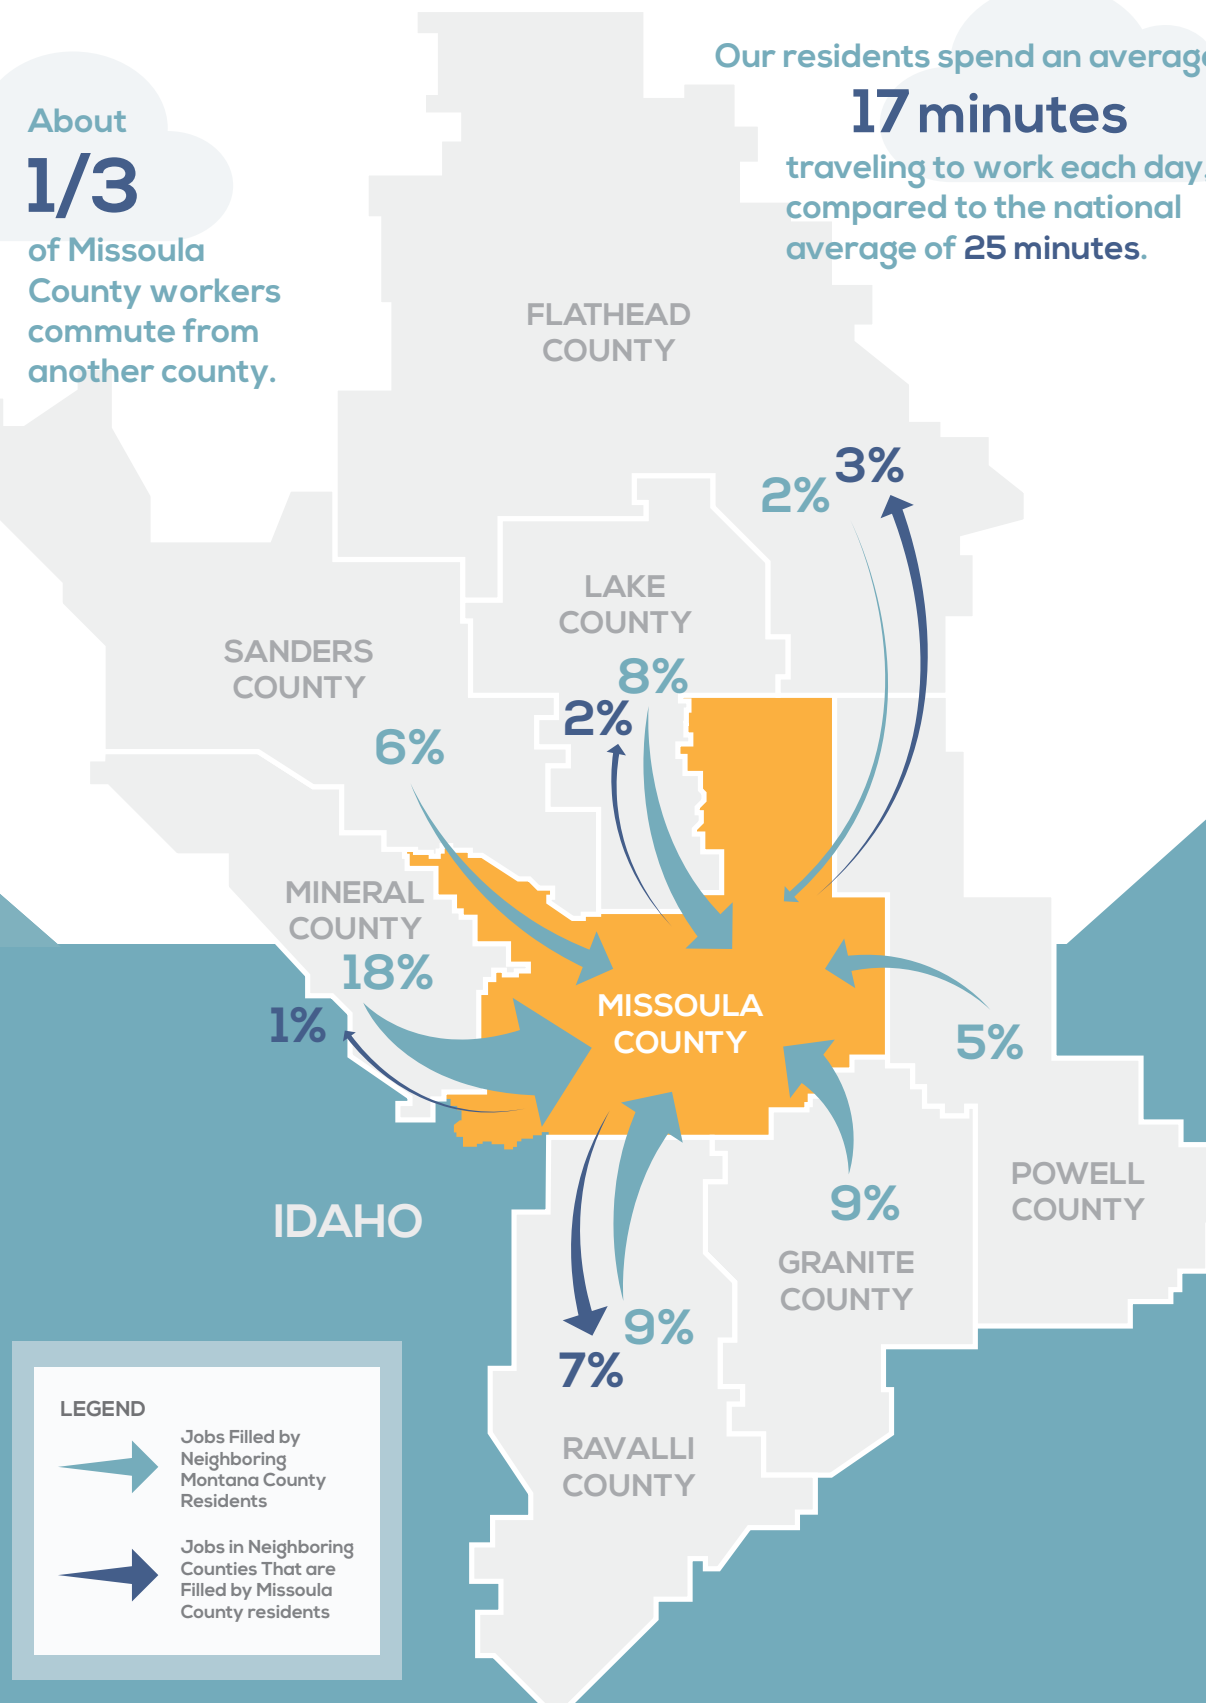 About
1/3
of Missoula
County workers
commute from
another county.
Our residents spend an average
17 minutes
traveling to work each day,
compared to the national
average of 25 minutes.
FLATHEAD
COUNTY
2%
3%
LAKE
COUNTY
8%
2%
SANDERS
COUNTY
6%
MINERAL
COUNTY
18%
1%
MISSOULA
COUNTY
5%
POWELL
COUNTY
9%
GRANITE
COUNTY
IDAHO
9%
7%
RAVALLI
COUNTY
LEGEND
Jobs Filled by
Neighboring
Montana County
Residents
Jobs in Neighboring
Counties That are
Filled by Missoula
County residents